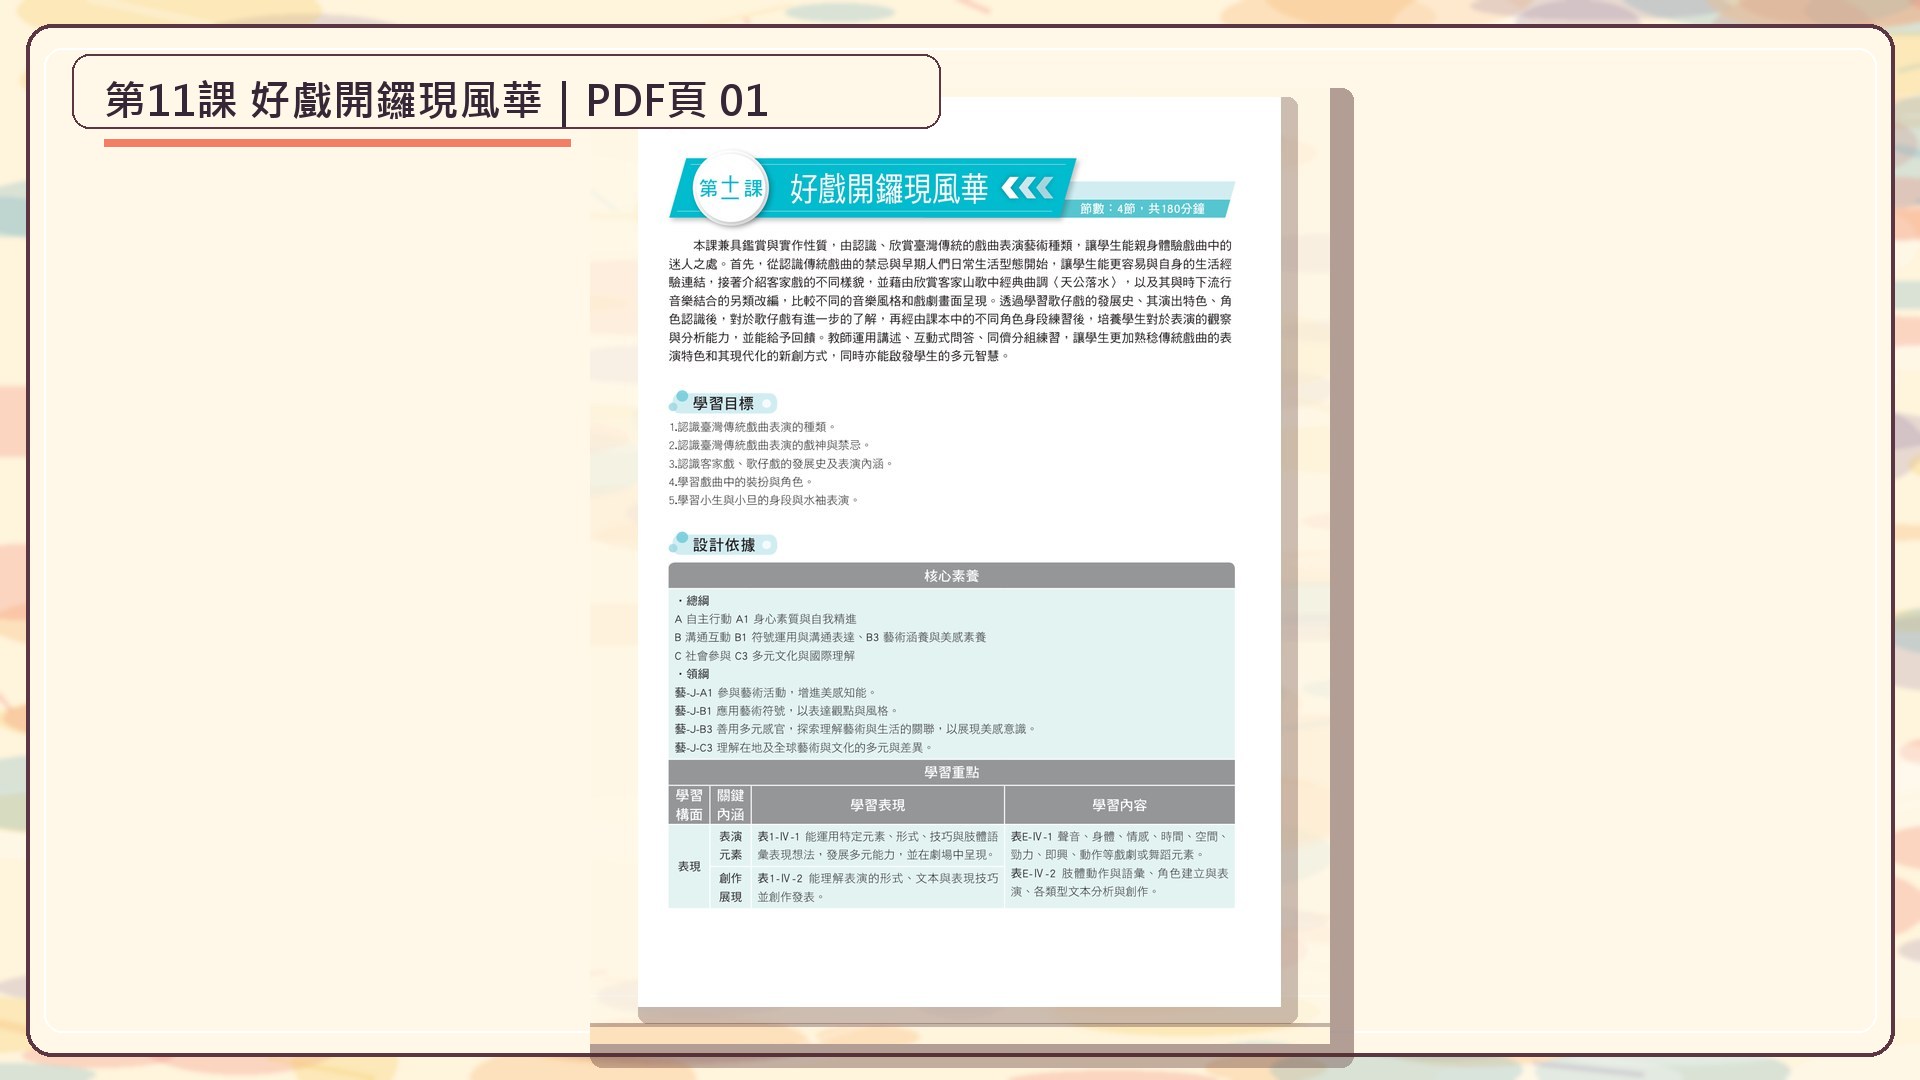 第11課 好戲開鑼現風華 | PDF頁 01
第十一課
好戲開鑼現風華
節數：4節，共180分鐘
本課兼具鑑賞與實作性質，由認識、欣賞臺灣傳統的戲曲表演藝術種類，讓學生能親身體驗戲曲中的
迷人之處。首先，從認識傳統戲曲的禁忌與早期人們日常生活型態開始，讓學生能更容易與自身的生活經
驗連結，接著介紹客家戲的不同樣貌，並藉由欣賞客家山歌中經典曲調〈天公落水〉，以及其與時下流行
音樂結合的另類改編，比較不同的音樂風格和戲劇畫面呈現。透過學習歌仔戲的發展史、其演出特色、角
色認識後，對於歌仔戲有進一步的了解，再經由課本中的不同角色身段練習後，培養學生對於表演的觀察
與分析能力，並能給予回饋。教師運用講述、互動式問答、同儕分組練習，讓學生更加熟稔傳統戲曲的表
演特色和其現代化的新創方式，同時亦能啟發學生的多元智慧。
學習目標
1.認識臺灣傳統戲曲表演的種類。
2.認識臺灣傳統戲曲表演的戲神與禁忌。
3.認識客家戲、歌仔戲的發展史及表演內涵。
4.學習戲曲中的裝扮與角色。
5.學習小生與小旦的身段與水袖表演。
設計依據
核心素養
・總綱
A 自主行動 A1 身心素質與自我精進
B 溝通互動 B1 符號運用與溝通表達、B3 藝術涵養與美感素養
C 社會參與 C3 多元文化與國際理解
・領綱
藝-J-A1 參與藝術活動，增進美感知能。
藝-J-B1 應用藝術符號，以表達觀點與風格。
藝-J-B3 善用多元感官，探索理解藝術與生活的關聯，以展現美感意識。
藝-J-C3 理解在地及全球藝術與文化的多元與差異。
學習重點
學習
構面
關鍵
內涵
學習表現
學習內容
表現
表演
元素
表1-Ⅳ-1 能運用特定元素、形式、技巧與肢體語
彙表現想法，發展多元能力，並在劇場中呈現。
創作
展現
表1-Ⅳ-2 能理解表演的形式、文本與表現技巧
並創作發表。
表E-Ⅳ-1 聲音、身體、情感、時間、空間、
勁力、即興、動作等戲劇或舞蹈元素。
表E-Ⅳ-2 肢體動作與語彙、角色建立與表
演、各類型文本分析與創作。